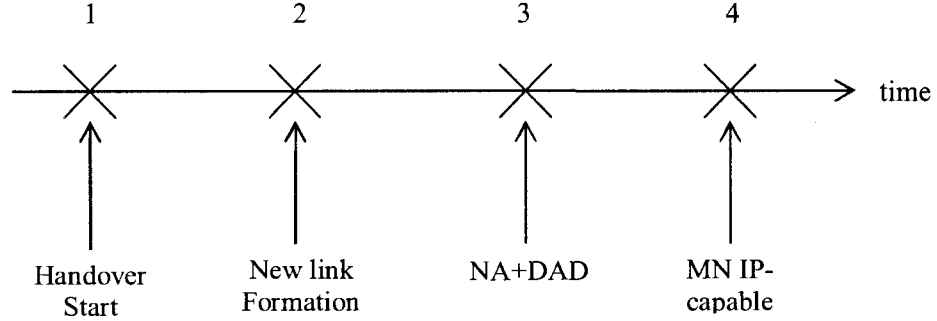 1 2 3 4
time
Handover
Start
New link
Formation
NA+DAD
MN IP-
capable